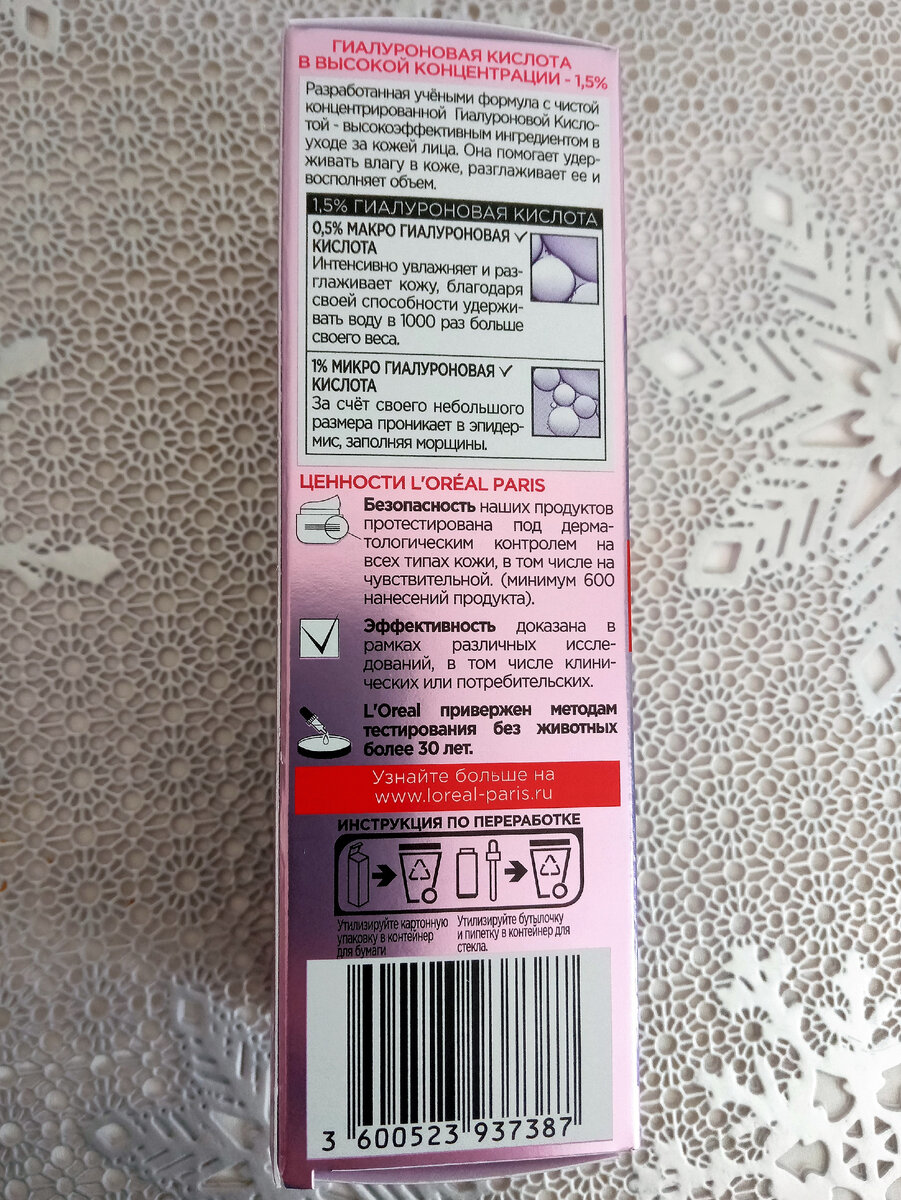 ГИАЛУРОНОВАЯ КИСЛОТА
В ВЫСОКОЙ КОНЦЕНТРАЦИИ - 1,5%
Разработанная учёными формула с чистой
концентрированной Гиалуроновой Кисло-
той - высокоэффективным ингредиентом в
уходе за кожей лица. Она помогает удер-
живать влагу в коже, разглаживает ее и
восполняет объем.
1,5% ГИАЛУРОНОВАЯ КИСЛОТА
0,5% МАКРО ГИАЛУРОНОВАЯ
КИСЛОТА
Интенсивно увлажняет и раз-
глаживает кожу, благодаря
своей способности удержи-
вать воду в 1000 раз больше
своего веса.
1% МИКРО ГИАЛУРОНОВАЯ
КИСЛОТА
За счёт своего небольшого
размера проникает в эпидер-
мис, заполняя морщины.
ЦЕННОСТИ L'ORÉAL PARIS
Безопасность наших продуктов
протестирована под дерма-
тологическим контролем на
всех типах кожи, в том числе на
чувствительной. (минимум 600
нанесений продукта).
Эффективность доказана в
рамках различных иссле-
дований, в том числе клини-
ческих или потребительских.
L'Oreal привержен методам
тестирования без животных
более 30 лет.
Узнайте больше на
www.loreal-paris.ru
ИНСТРУКЦИЯ ПО ПЕРЕРАБОТКЕ
Утилизируйте картонную
упаковку в контейнер
для бумаги
Утилизируйте бутылочку
и пипетку в контейнер для
стекла.
3 600523 937387